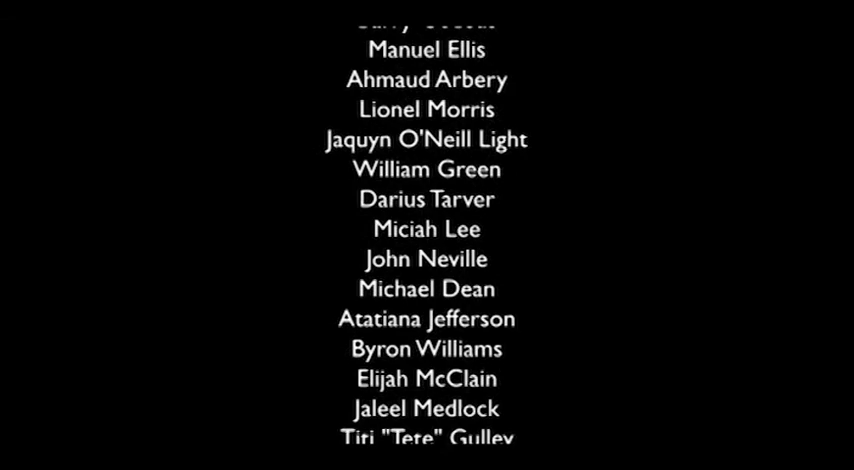 Manuel Ellis
Ahmaud Arbery
Lionel Morris
Jaquyn O'Neill Light
William Green
Darius Tarver
Miciah Lee
John Neville
Michael Dean
Atatiana Jefferson
Byron Williams
Elijah McClain
Jaleel Medlock
Titi "Tete" Gulley